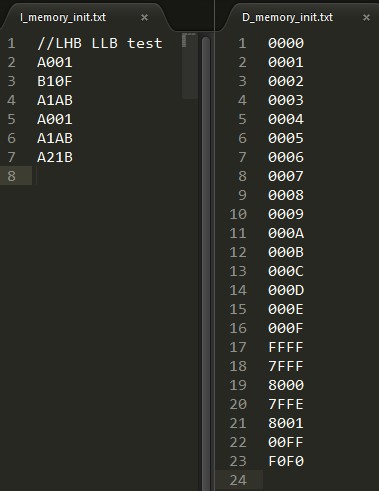 I_memory_init.txt ×
1 //LHB LLB test
2 A001
3 B10F
4 A1AB
5 A001
6 A1AB
7 A21B
8
D_memory_init.txt ×
1 0000
2 0001
3 0002
4 0003
5 0004
6 0005
7 0006
8 0007
9 0008
10 0009
11 000A
12 000B
13 000C
14 000D
15 000E
16 000F
17 FFFF
18 7FFF
19 8000
20 7FFE
21 8001
22 00FF
23 F0F0
24